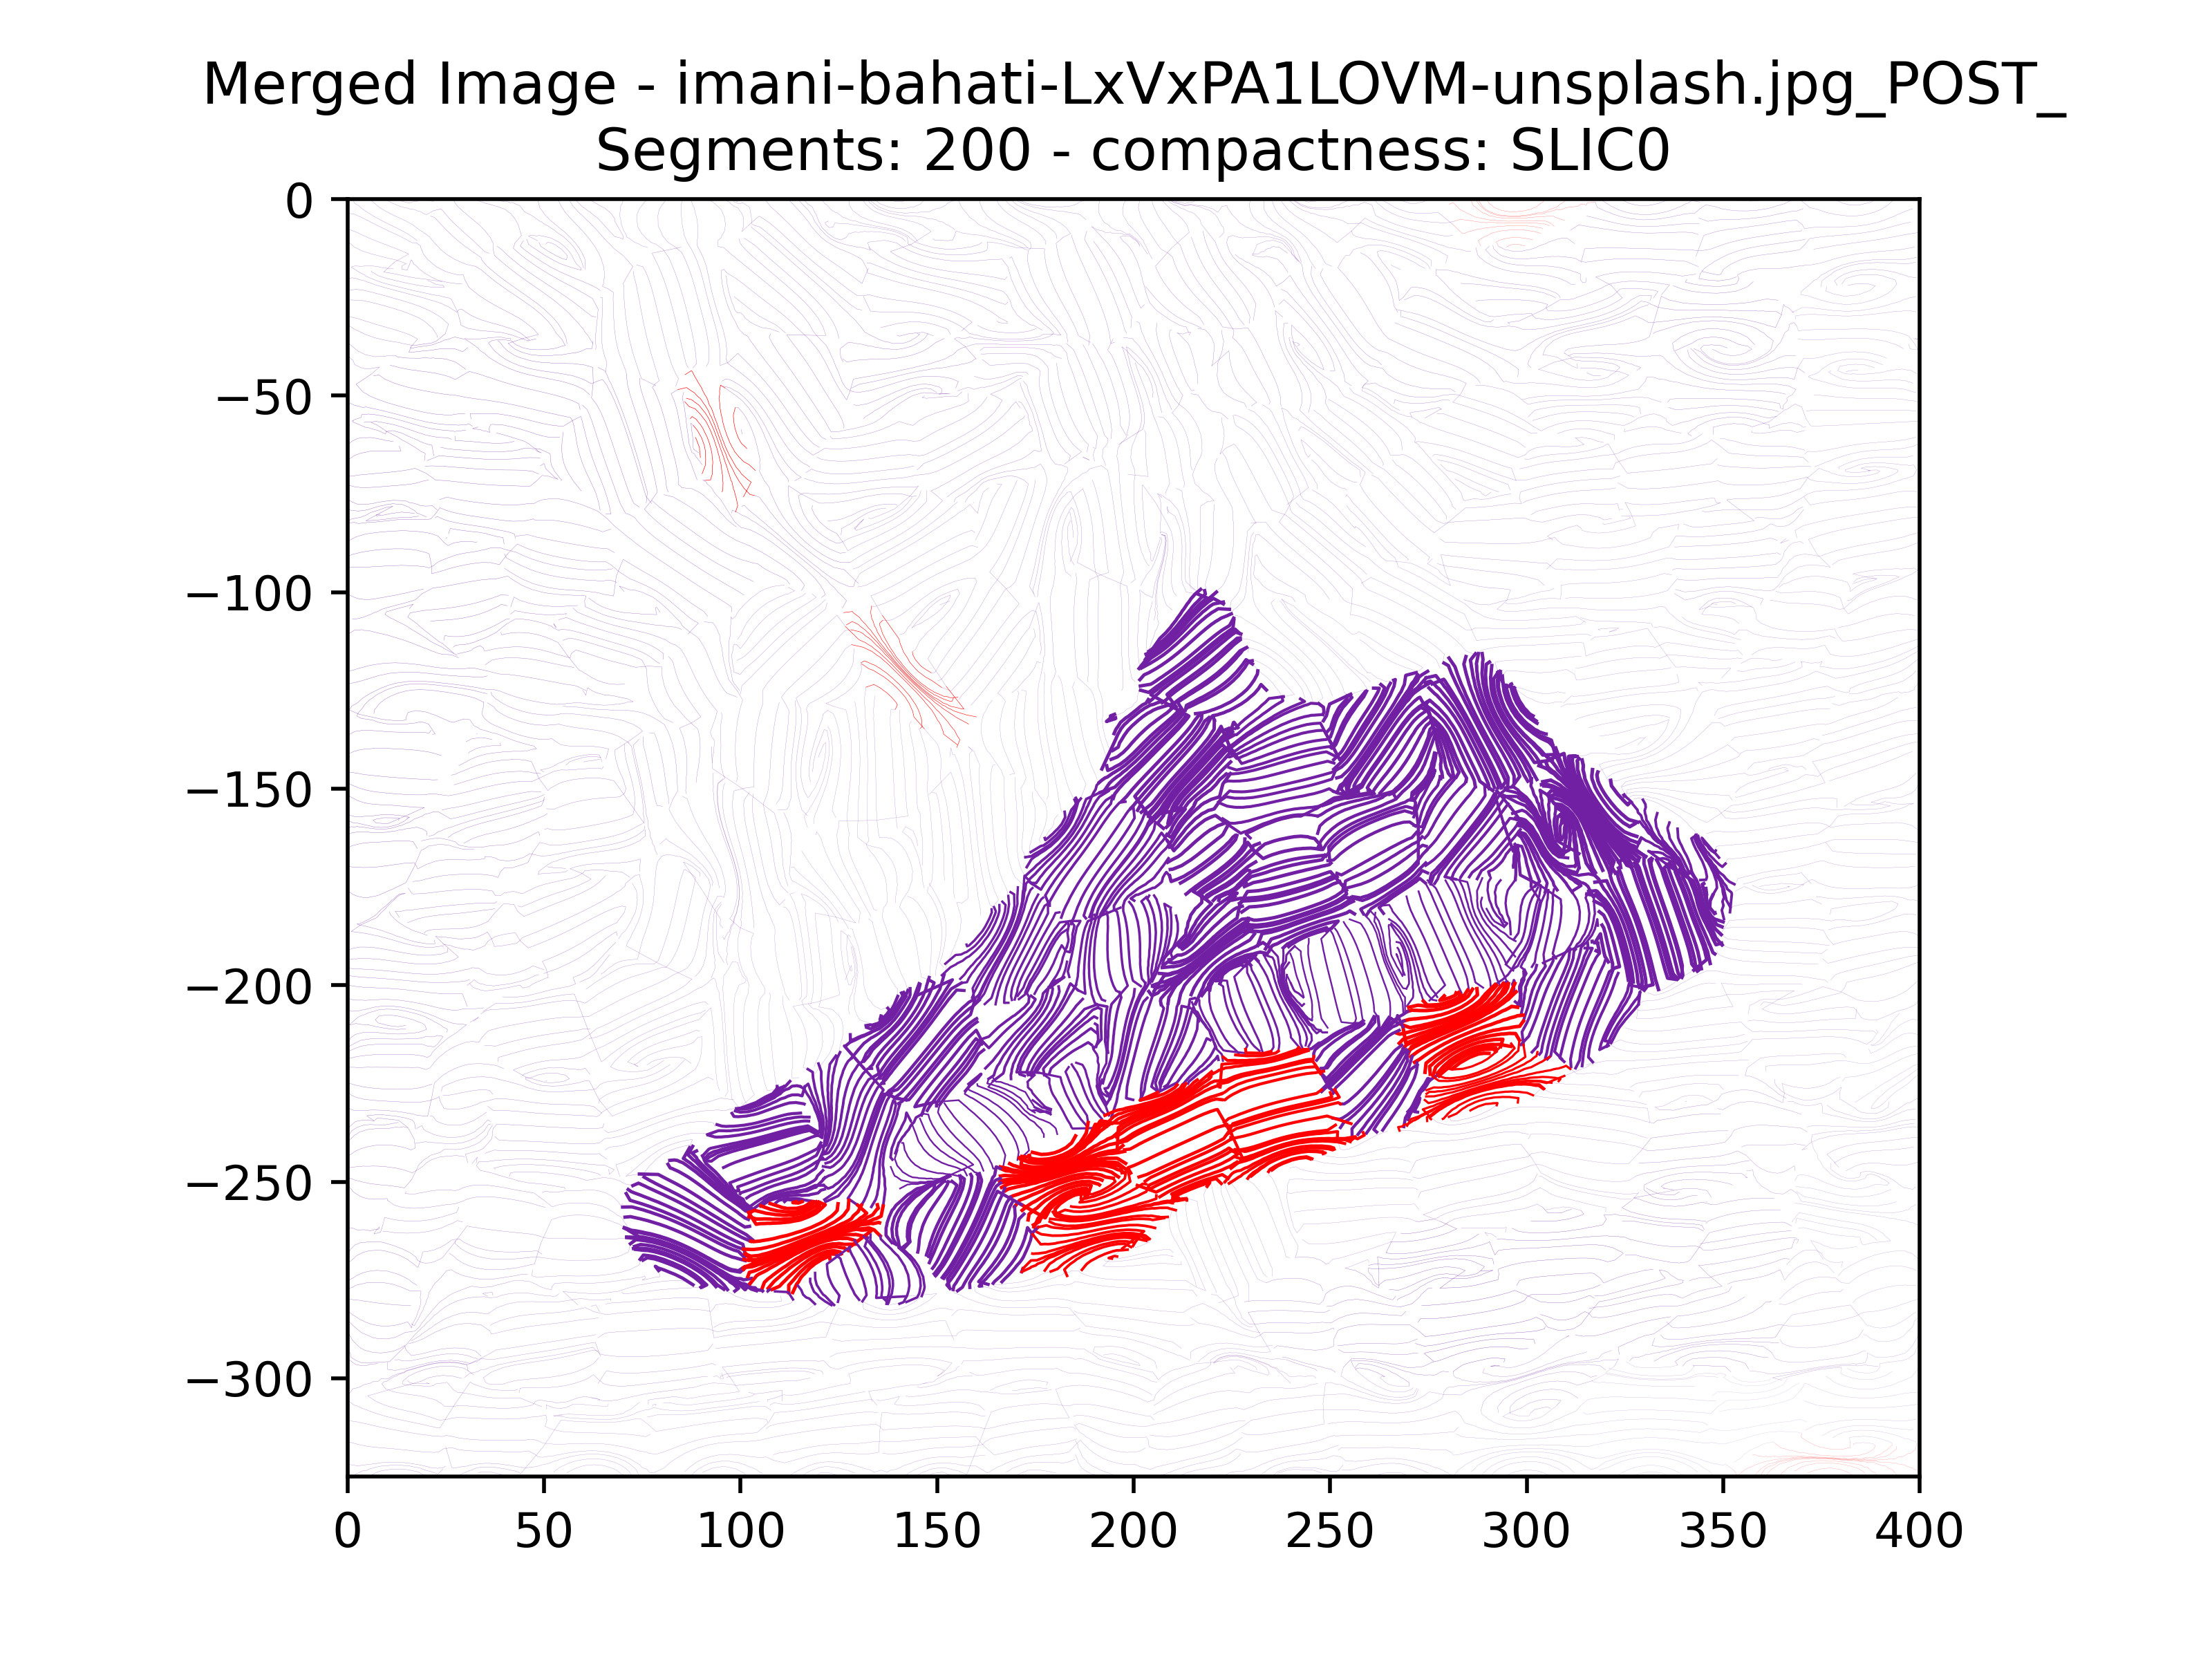 Merged Image - imani-bahati-LxVxPA1LOVM-unsplash.jpg_POST_
Segments: 200 - compactness: SLIC0
0
−50
−100
−150
−200
−250
−300
0 50 100 150 200 250 300 350 400